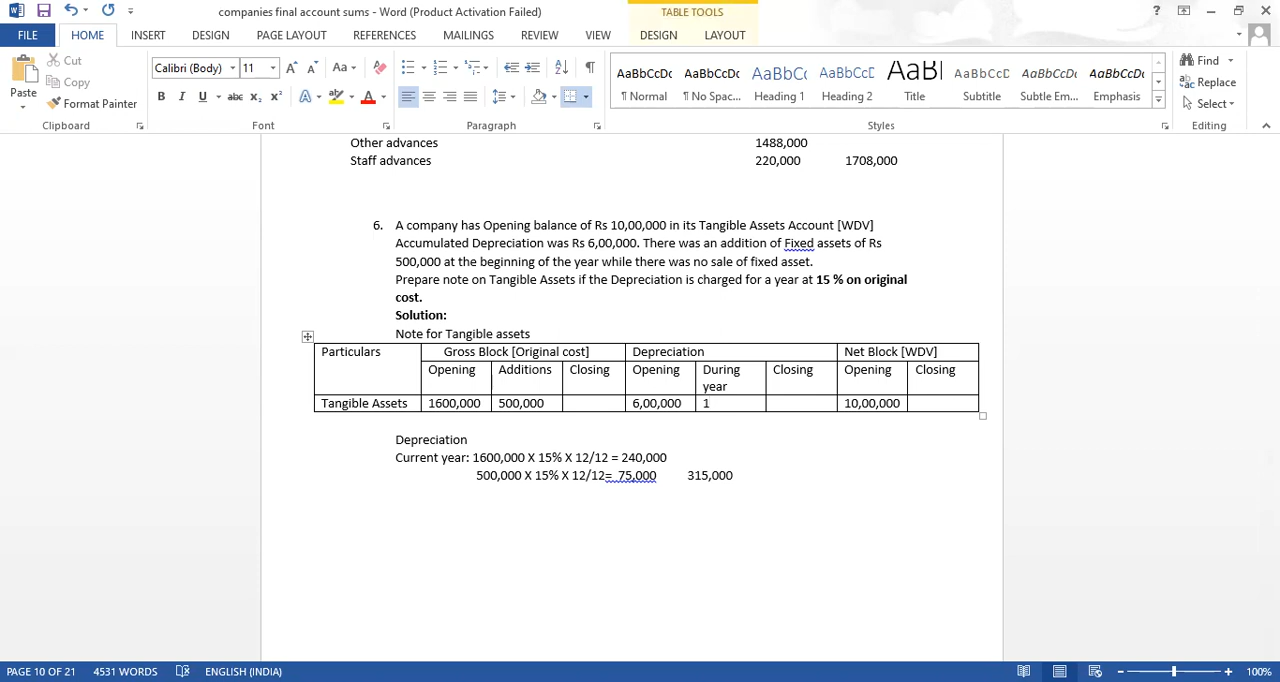 companies final account sums - Word (Product Activation Failed)
TABLE TOOLS
FILE HOME INSERT DESIGN PAGE LAYOUT REFERENCES MAILINGS REVIEW VIEW DESIGN LAYOUT
Paste
Cut
Copy
Format Painter
Clipboard
Calibri (Body) 11
Font
Paragraph
AaBbCcDc AaBbCcDc AaBbCc AaBbCcD AaB AaBbCcD AaBbCcDc AaBbCcDc
¶ Normal ¶ No Spac... Heading 1 Heading 2 Title Subtitle Subtle Em... Emphasis
Styles
Find
Replace
Select
Editing
Other advances 1488,000
Staff advances 220,000 1708,000
6. A company has Opening balance of Rs 10,00,000 in its Tangible Assets Account [WDV]
Accumulated Depreciation was Rs 6,00,000. There was an addition of Fixed assets of Rs
500,000 at the beginning of the year while there was no sale of fixed asset.
Prepare note on Tangible Assets if the Depreciation is charged for a year at 15 % on original
cost.
Solution:
Note for Tangible assets
Particulars Gross Block [Original cost] Depreciation Net Block [WDV]
Opening Additions Closing Opening During year Closing Opening Closing
Tangible Assets 1600,000 500,000 6,00,000 1 10,00,000
Depreciation
Current year: 1600,000 X 15% X 12/12 = 240,000
500,000 X 15% X 12/12= 75,000 315,000
PAGE 10 OF 21 4531 WORDS ENGLISH (INDIA) 100%